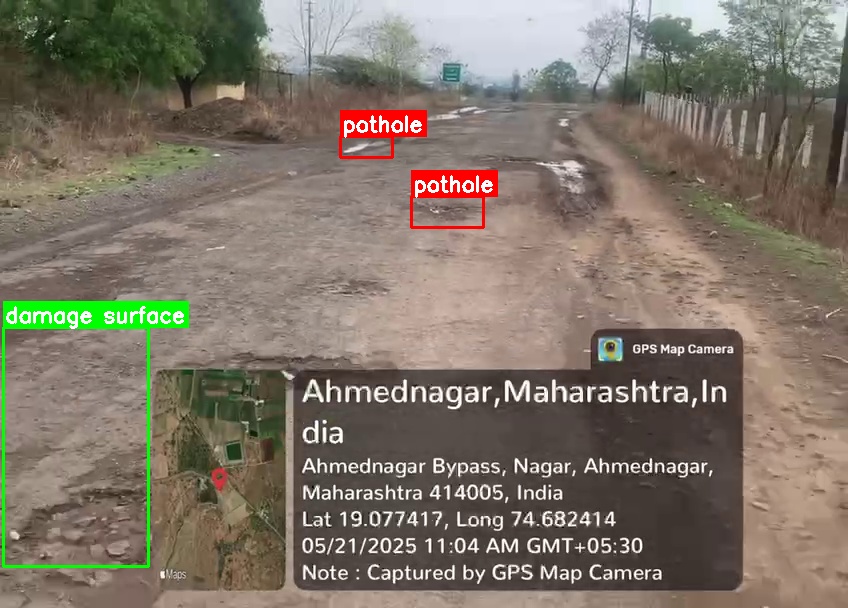 pothole
pothole
damage surface
GPS Map Camera
Ahmednagar,Maharashtra,In
dia
Ahmednagar Bypass, Nagar, Ahmednagar,
Maharashtra 414005, India
Lat 19.077417, Long 74.682414
05/21/2025 11:04 AM GMT+05:30
Note : Captured by GPS Map Camera
Maps